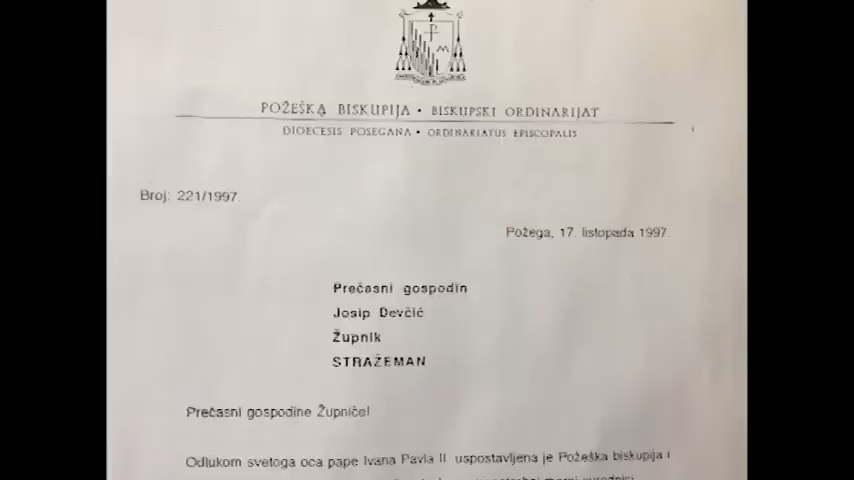 POŽEŠKA BISKUPIJA • BISKUPSKI ORDINARIJAT
DIOECESIS POSEGANA • ORDINARIATUS EPISCOPALIS
Broj: 221/1997.
Požega, 17. listopada 1997.
Prečasni gospodin
Josip Devčić
Župnik
STRAŽEMAN
Prečasni gospodine Župniče!
Odlukom svetoga oca pape Ivana Pavla II. uspostavljena je Požeška biskupija i